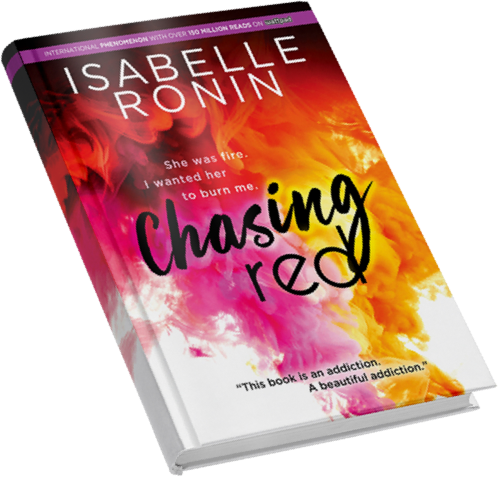 INTERNATIONAL PHENOMENON WITH OVER 150 MILLION READS ON wattpad
ISABELLE
RONIN
She was fire.
I wanted her
to burn me.
Chasing
red
“This book is an addiction.
A beautiful addiction.”